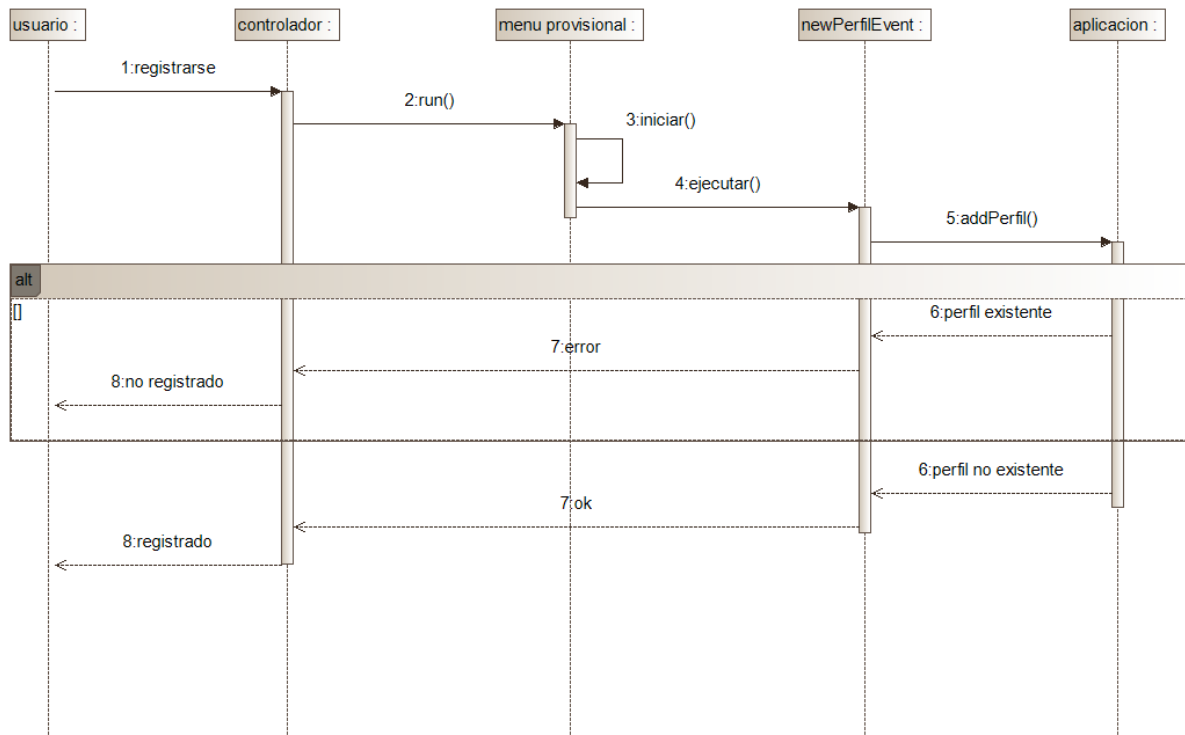 usuario :
controlador :
menu provisional :
newPerfilEvent :
aplicacion :
1:registrarse
2:run()
3:iniciar()
4:ejecutar()
5:addPerfil()
alt
[]
6:perfil existente
7:error
8:no registrado
6:perfil no existente
7:ok
8:registrado